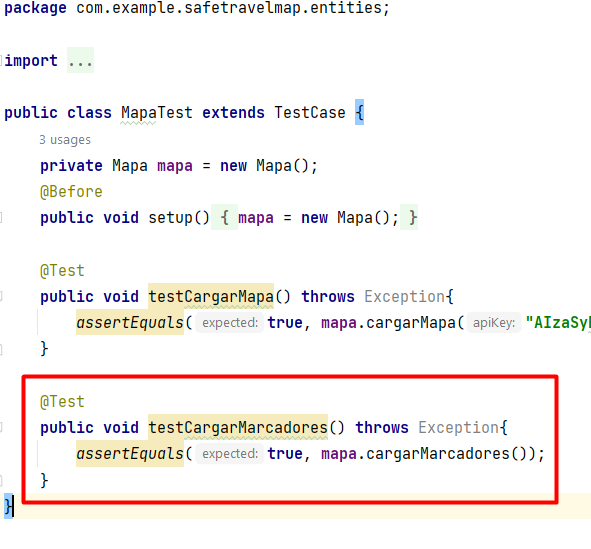 package com.example.safetravelmap.entities;
import ...
public class MapaTest extends TestCase {
3 usages
private Mapa mapa = new Mapa();
@Before
public void setup() { mapa = new Mapa(); }
@Test
public void testCargarMapa() throws Exception{
assertEquals( expected: true, mapa.cargarMapa( apiKey: "AIzaSy
}
@Test
public void testCargarMarcadores() throws Exception{
assertEquals( expected: true, mapa.cargarMarcadores());
}
}